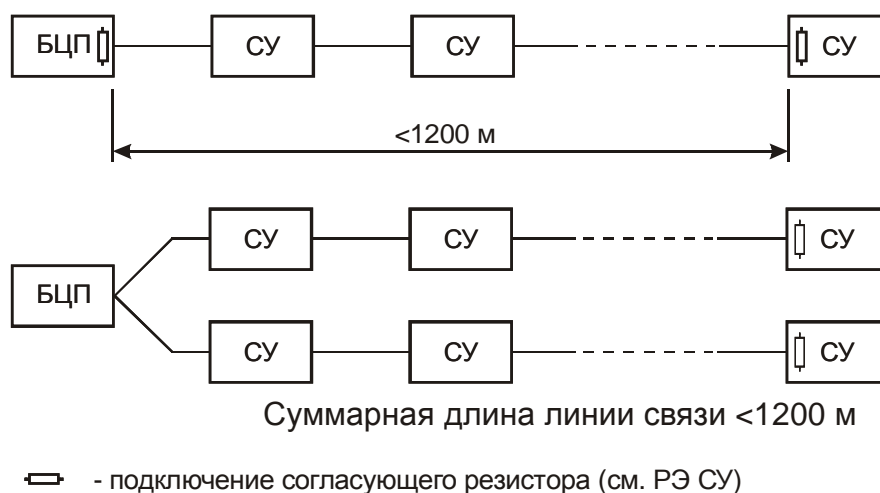 БЦП СУ СУ СУ
<1200 м
СУ СУ СУ
БЦП
СУ СУ СУ
Суммарная длина линии связи <1200 м
- подключение согласующего резистора (см. РЭ СУ)